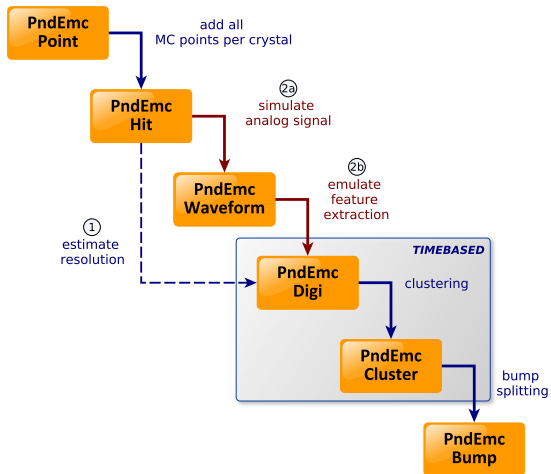 PndEmc
Point
add all
MC points per crystal
PndEmc
Hit
2a
simulate
analog signal
PndEmc
Waveform
2b
emulate
feature
extraction
1
estimate
resolution
TIMEBASED
PndEmc
Digi
clustering
PndEmc
Cluster
bump
splitting
PndEmc
Bump